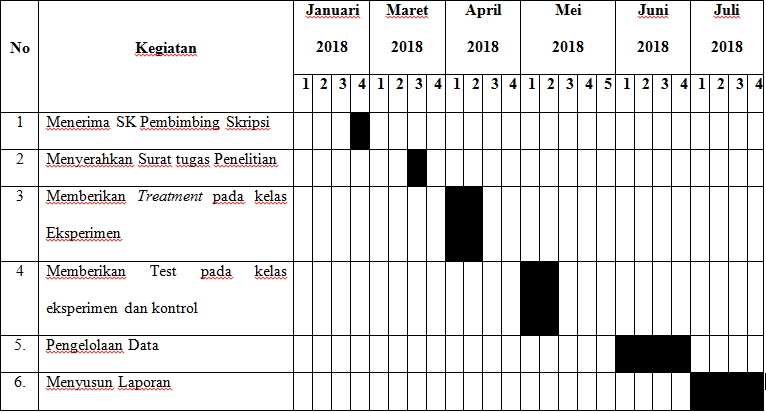 No Kegiatan Januari Maret April Mei Juni Juli
2018 2018 2018 2018 2018 2018
1 2 3 4 1 2 3 4 1 2 3 4 1 2 3 4 5 1 2 3 4 1 2 3 4
1 Menerima SK Pembimbing Skripsi
2 Menyerahkan Surat tugas Penelitian
3 Memberikan Treatment pada kelas
Eksperimen
4 Memberikan Test pada kelas
eksperimen dan kontrol
5. Pengelolaan Data
6. Menyusun Laporan